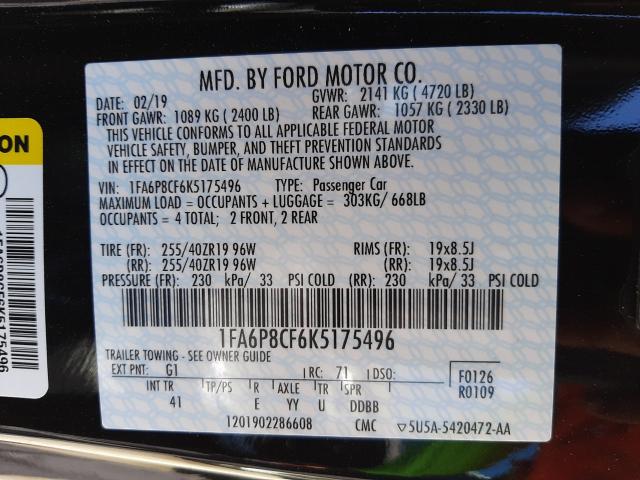 MFD. BY FORD MOTOR CO.
DATE: 02/19 GVWR: 2141 KG ( 4720 LB)
FRONT GAWR: 1089 KG ( 2400 LB) REAR GAWR: 1057 KG ( 2330 LB)
THIS VEHICLE CONFORMS TO ALL APPLICABLE FEDERAL MOTOR
VEHICLE SAFETY, BUMPER, AND THEFT PREVENTION STANDARDS
IN EFFECT ON THE DATE OF MANUFACTURE SHOWN ABOVE.
VIN: 1FA6P8CF6K5175496 TYPE: Passenger Car
MAXIMUM LOAD = OCCUPANTS + LUGGAGE = 303KG/ 668LB
OCCUPANTS = 4 TOTAL; 2 FRONT, 2 REAR
TIRE (FR): 255/40ZR19 96W RIMS (FR): 19x8.5J
(RR): 255/40ZR19 96W (RR): 19x8.5J
PRESSURE (FR): 230 kPa/ 33 PSI COLD (RR): 230 kPa/ 33 PSI COLD
1FA6P8CF6K5175496
TRAILER TOWING - SEE OWNER GUIDE
EXT PNT: G1 RC: 71 DSO: F0126
INT TR TP/PS R AXLE TR SPR R0109
41 E YY U DDBB
1201902286608 CMC ▽5U5A-5420472-AA
ON